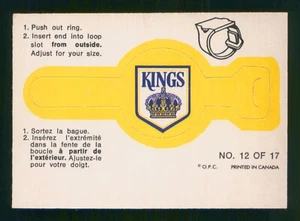 1. Push out ring.
2. Insert end into loop
slot from outside.
Adjust for your size.
KINGS
1. Sortez la bague.
2. Insérez l'extrémité
dans la fente de la
boucle à partir de
l'extérieur. Ajustez-le
pour votre doigt.
NO. 12 OF 17
© O.P.C. PRINTED IN CANADA